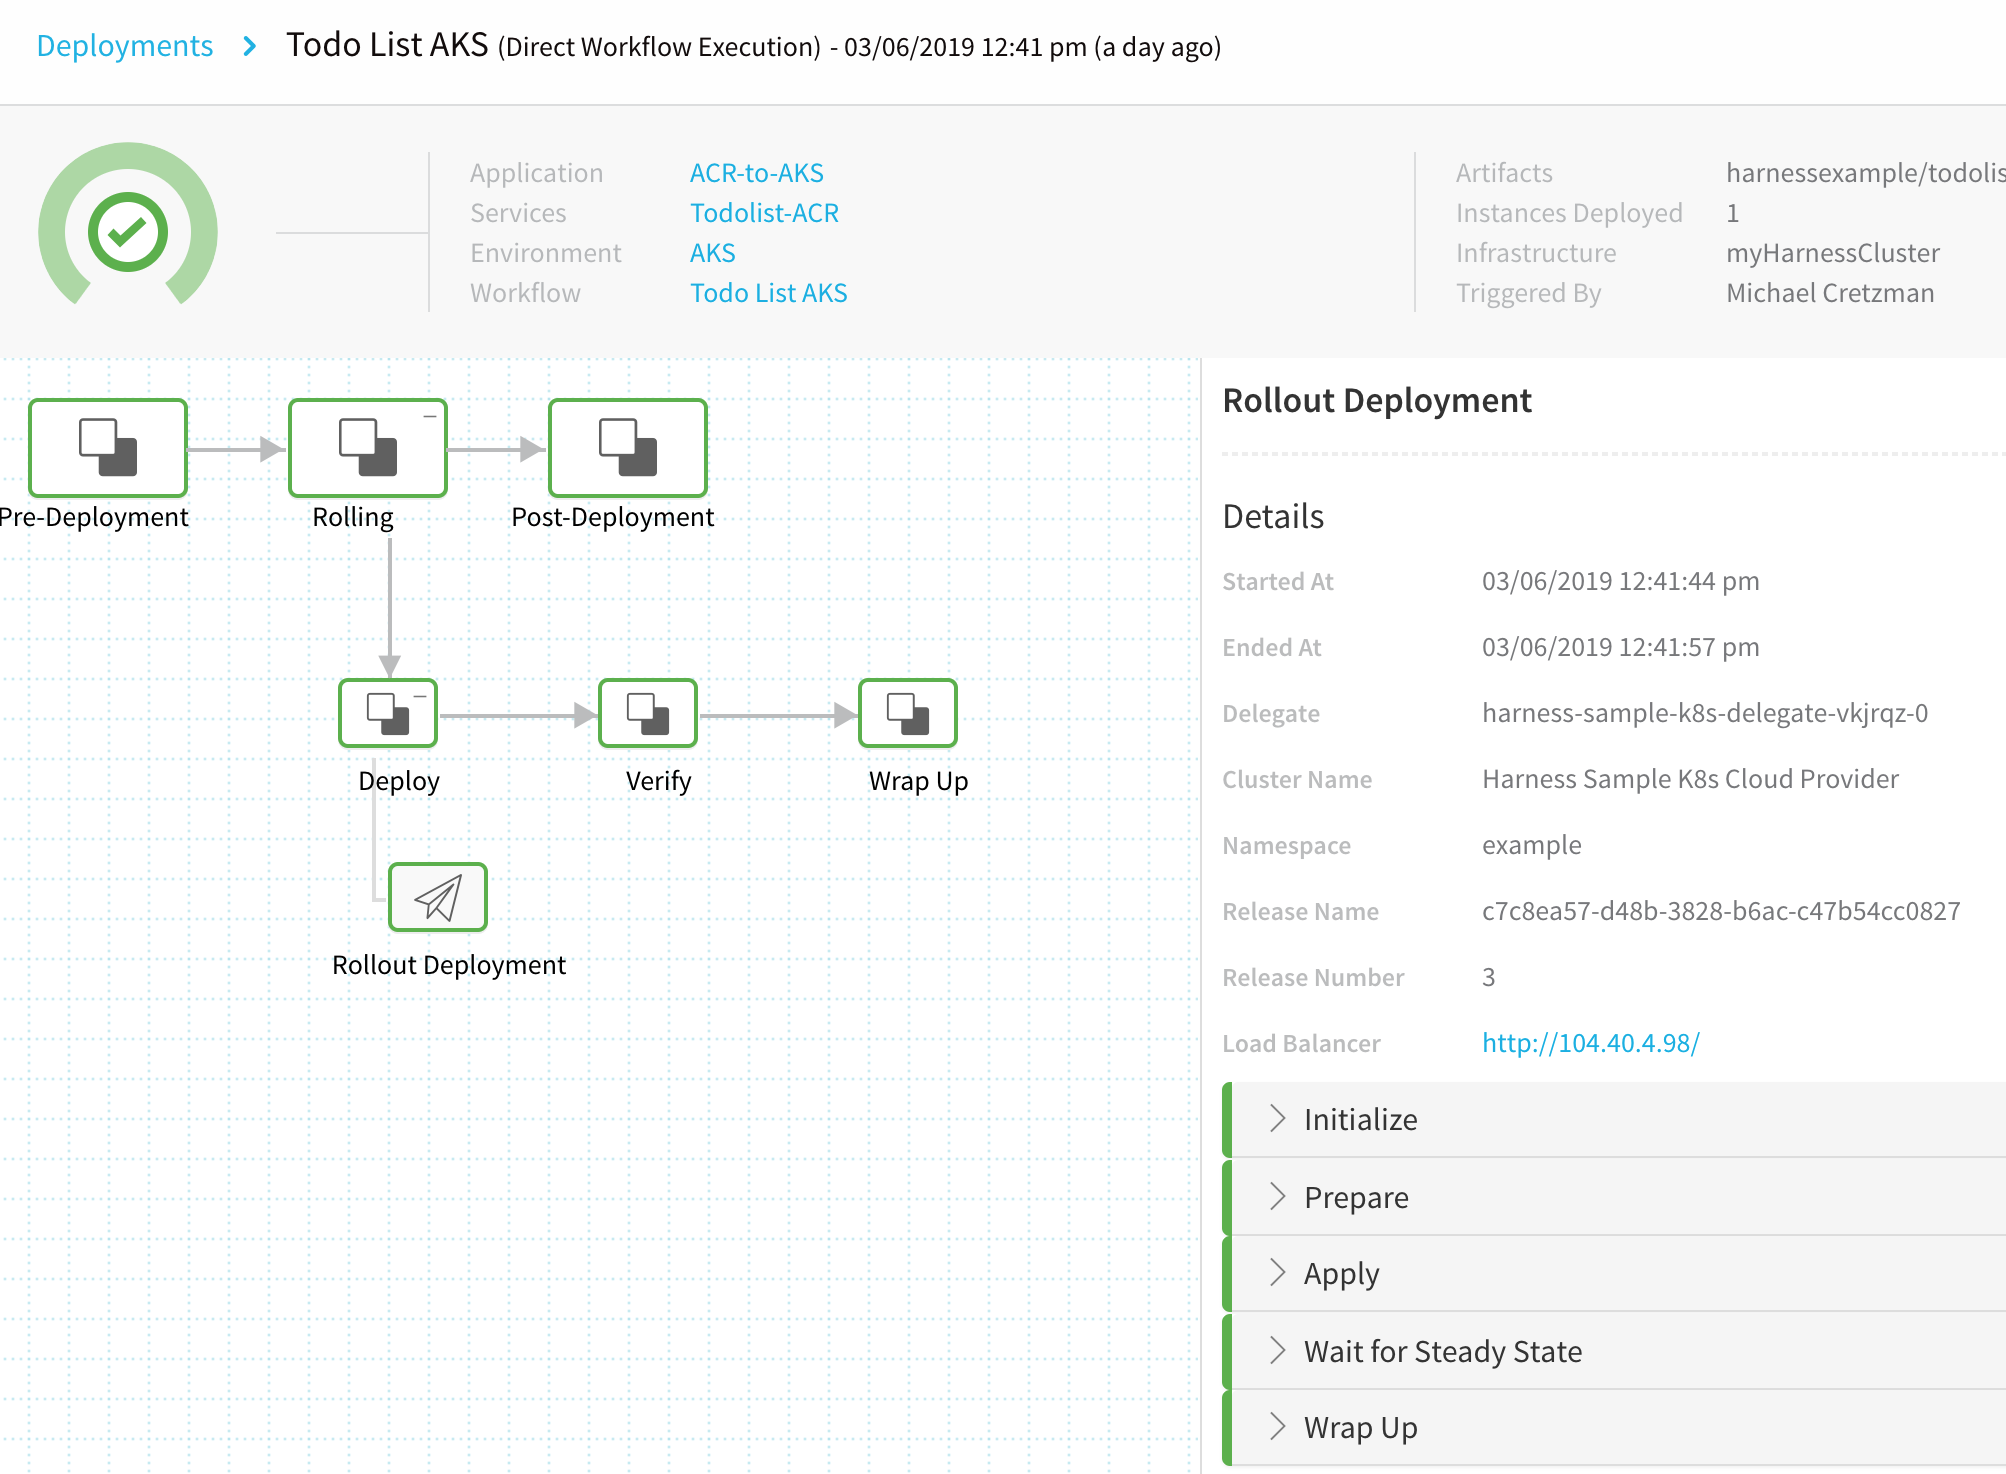 Deployments Todo List AKS (Direct Workflow Execution) - 03/06/2019 12:41 pm (a day ago)
Application ACR-to-AKS
Services Todolist-ACR
Environment AKS
Workflow Todo List AKS
Artifacts harnessexample/todolis
Instances Deployed 1
Infrastructure myHarnessCluster
Triggered By Michael Cretzman
Pre-Deployment Rolling Post-Deployment
Deploy Verify Wrap Up
Rollout Deployment
Rollout Deployment
Details
Started At 03/06/2019 12:41:44 pm
Ended At 03/06/2019 12:41:57 pm
Delegate harness-sample-k8s-delegate-vkjrqz-0
Cluster Name Harness Sample K8s Cloud Provider
Namespace example
Release Name c7c8ea57-d48b-3828-b6ac-c47b54cc0827
Release Number 3
Load Balancer http://104.40.4.98/
Initialize
Prepare
Apply
Wait for Steady State
Wrap Up